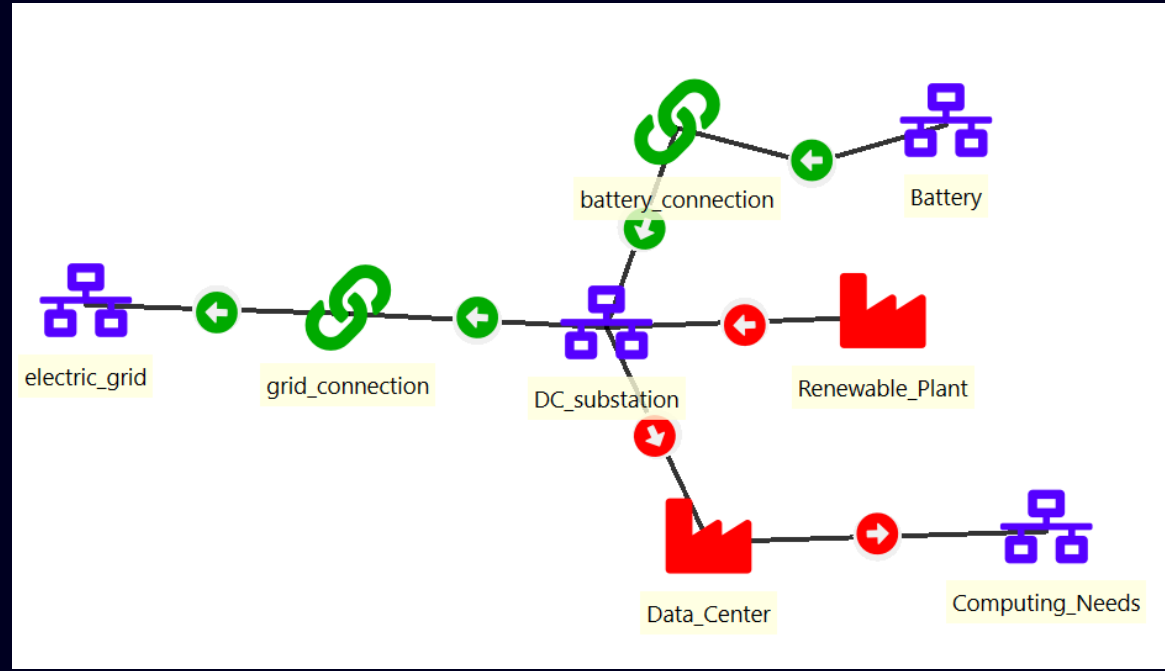 battery_connection
Battery
electric_grid
grid_connection
DC_substation
Renewable_Plant
Data_Center
Computing_Needs